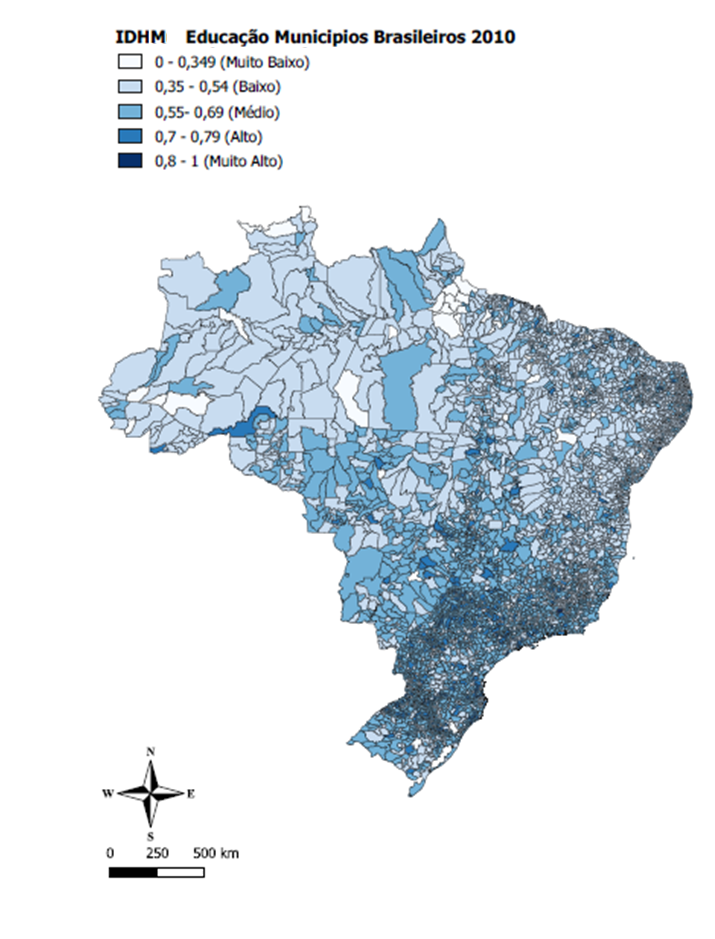 IDHM Educação Municipios Brasileiros 2010
0 - 0,349 (Muito Baixo)
0,35 - 0,54 (Baixo)
0,55- 0,69 (Médio)
0,7 - 0,79 (Alto)
0,8 - 1 (Muito Alto)
N
W E
S
0 250 500 km